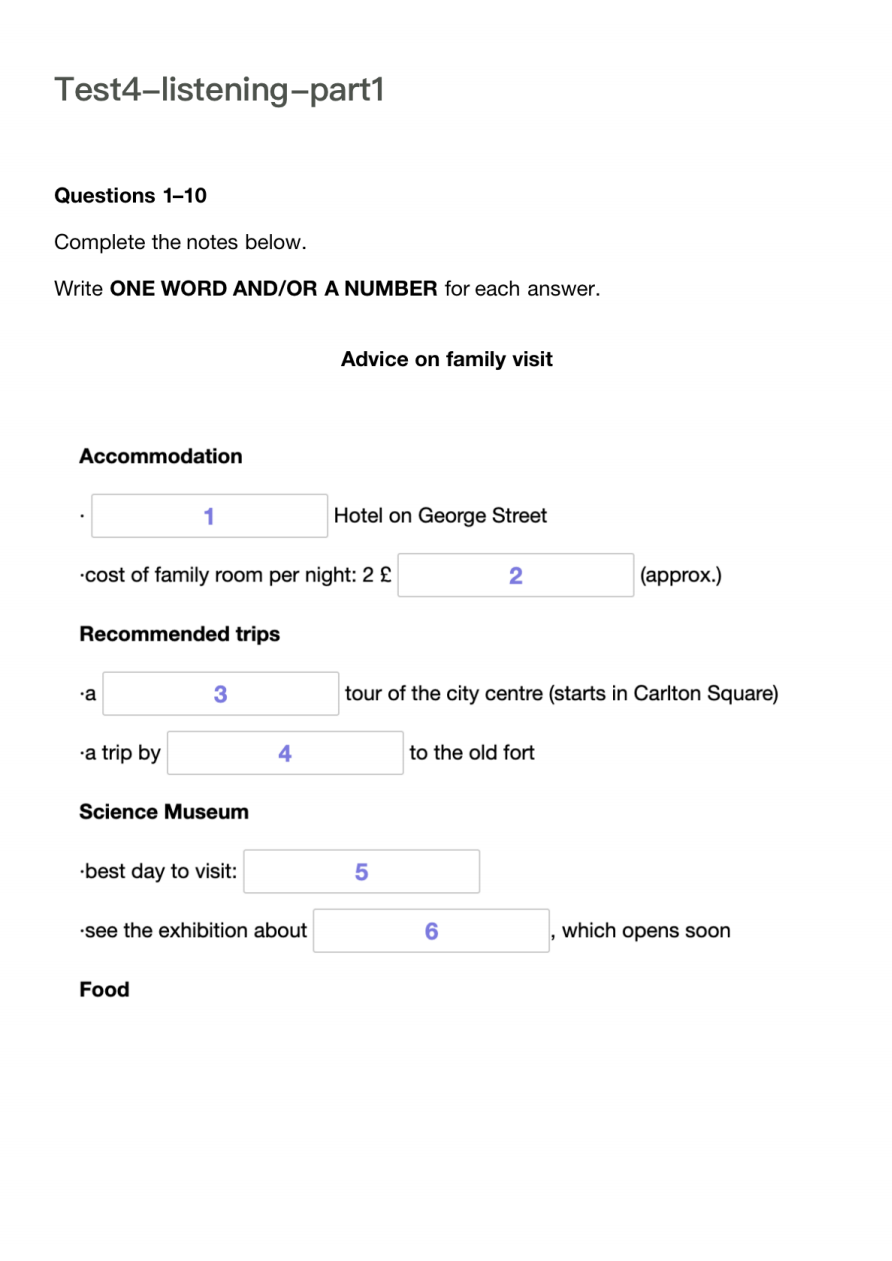 Test4–listening–part1
Questions 1–10
Complete the notes below.
Write ONE WORD AND/OR A NUMBER for each answer.
Advice on family visit
Accommodation
· 1 Hotel on George Street
·cost of family room per night: 2 £ 2 (approx.)
Recommended trips
·a 3 tour of the city centre (starts in Carlton Square)
·a trip by 4 to the old fort
Science Museum
·best day to visit: 5
·see the exhibition about 6 , which opens soon
Food